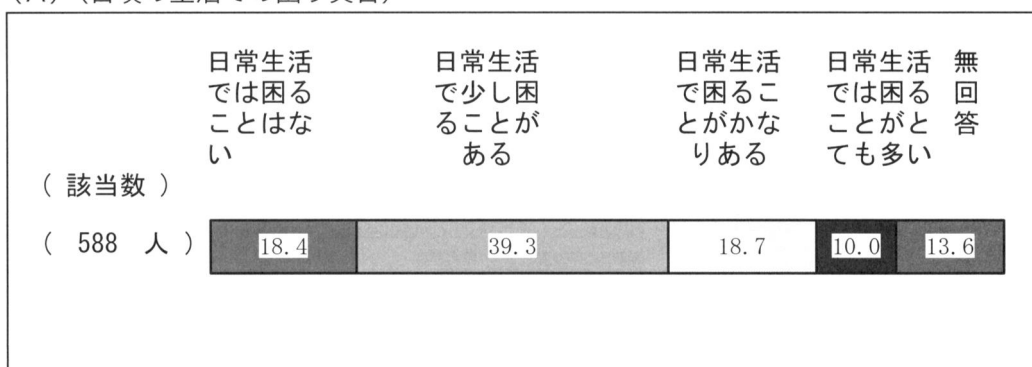 日常生活
では困る
ことはな
い
日常生活
で少し困
ることが
ある
日常生活
で困るこ
とがかな
りある
日常生活
では困る
ことがと
ても多い
無
回
答
( 該当数 )
( 588 人 )
18.4
39.3
18.7
10.0
13.6